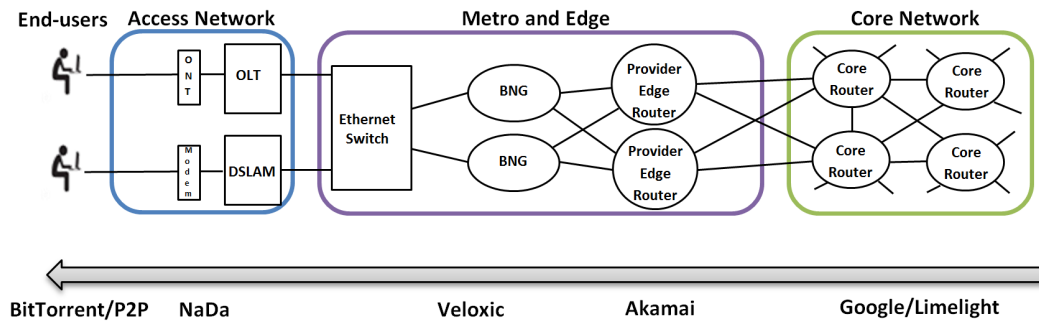 End-users
Access Network
Metro and Edge
Core Network
ONT
OLT
Ethernet
Switch
BNG
BNG
Provider
Edge
Router
Provider
Edge
Router
Core
Router
Core
Router
Core
Router
Core
Router
Modem
DSLAM
BitTorrent/P2P
NaDa
Veloxic
Akamai
Google/Limelight